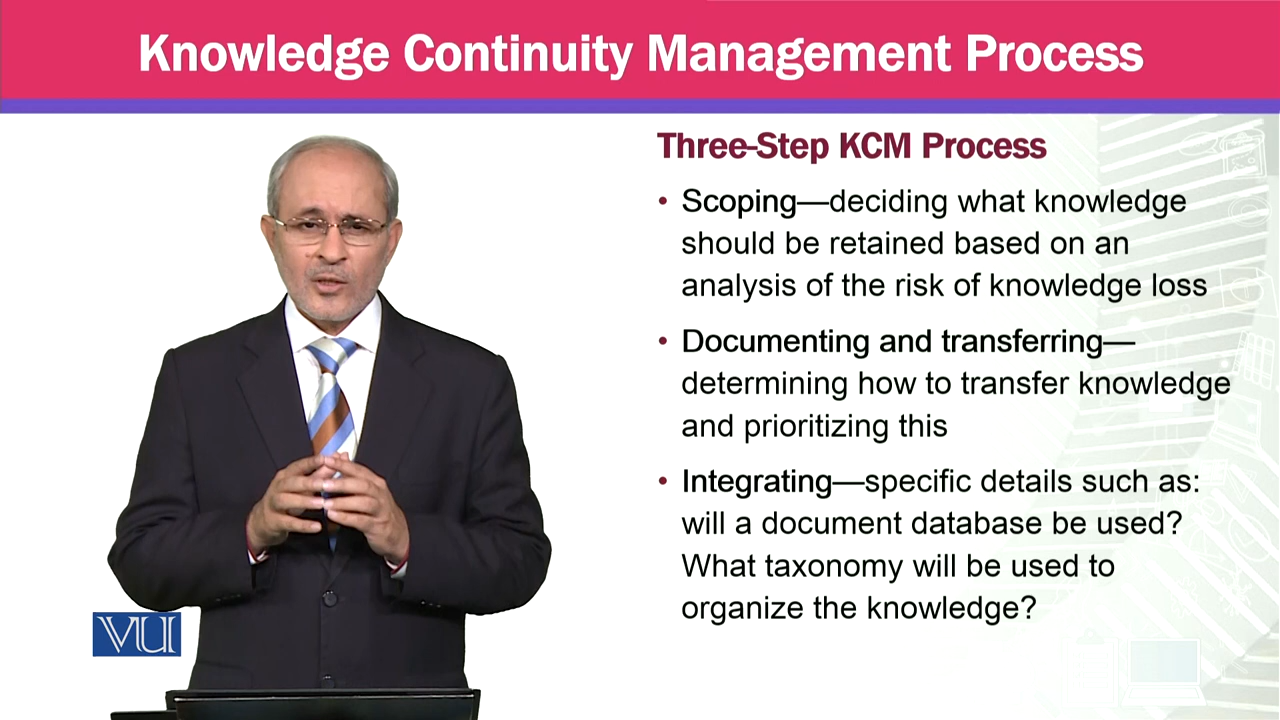 Knowledge Continuity Management Process
Three-Step KCM Process
• Scoping—deciding what knowledge
should be retained based on an
analysis of the risk of knowledge loss
• Documenting and transferring—
determining how to transfer knowledge
and prioritizing this
• Integrating—specific details such as:
will a document database be used?
What taxonomy will be used to
organize the knowledge?
VU